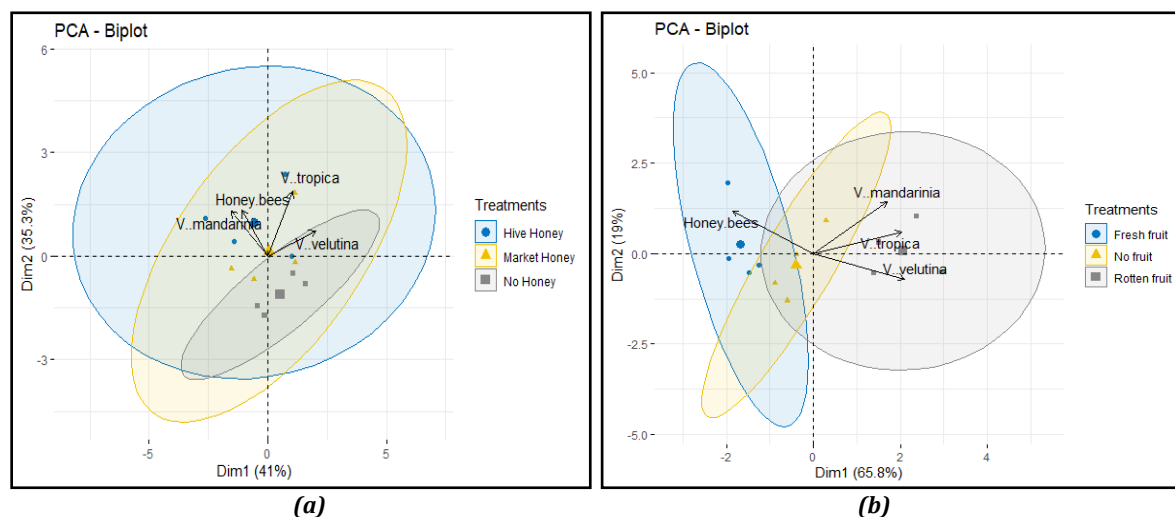 PCA - Biplot
6
3
0
-3
-5
0
5
Dim2 (35.3%)
Dim1 (41%)
V..tropica
Honey.bees
V..mandarinia
V..velutina
Treatments
Hive Honey
Market Honey
No Honey
(a)
PCA - Biplot
5.0
2.5
0.0
-2.5
-5.0
-2
0
2
4
Dim2 (19%)
Dim1 (65.8%)
V..mandarinia
Honey.bees
V..tropica
V..velutina
Treatments
Fresh fruit
No fruit
Rotten fruit
(b)